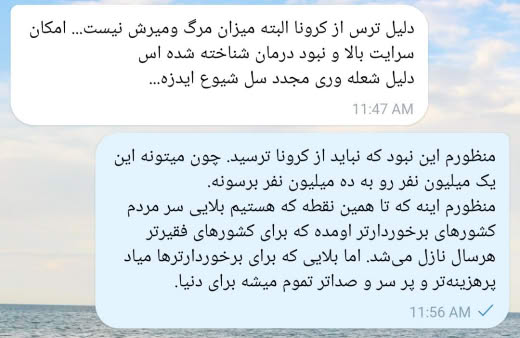 دلیل ترس از کرونا البته میزان مرگ ومیرش نیست... امکان
سرایت بالا و نبود درمان شناخته شده اس
دلیل شعله وری مجدد سل شیوع ایدزه...
11:47 AM
منظورم این نبود که نباید از کرونا ترسید. چون میتونه این
یک میلیون نفر رو به ده میلیون نفر برسونه.
منظورم اینه که تا همین نقطه که هستیم بلایی سر مردم
کشورهای برخوردارتر اومده که برای کشورهای فقیرتر
هرسال نازل می‌شد. اما بلایی که برای برخوردارترها میاد
پرهزینه‌تر و پر سر و صداتر تموم میشه برای دنیا.
11:56 AM